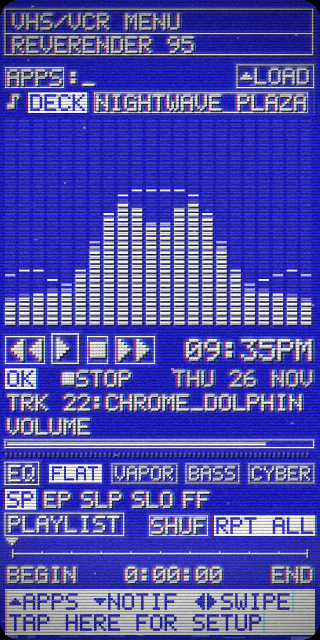 VHS/VCR MENU
REVERENDER 95
APPS:_ LOAD
DECK NIGHTWAVE PLAZA
09:35PM
OK STOP THU 26 NOV
TRK 22:CHROME_DOLPHIN
VOLUME
EQ FLAT VAPOR BASS CYBER
SP EP SLP SLO FF
PLAYLIST SHUF RPT ALL
BEGIN 0:00:00 END
APPS NOTIF SWIPE
TAP HERE FOR SETUP